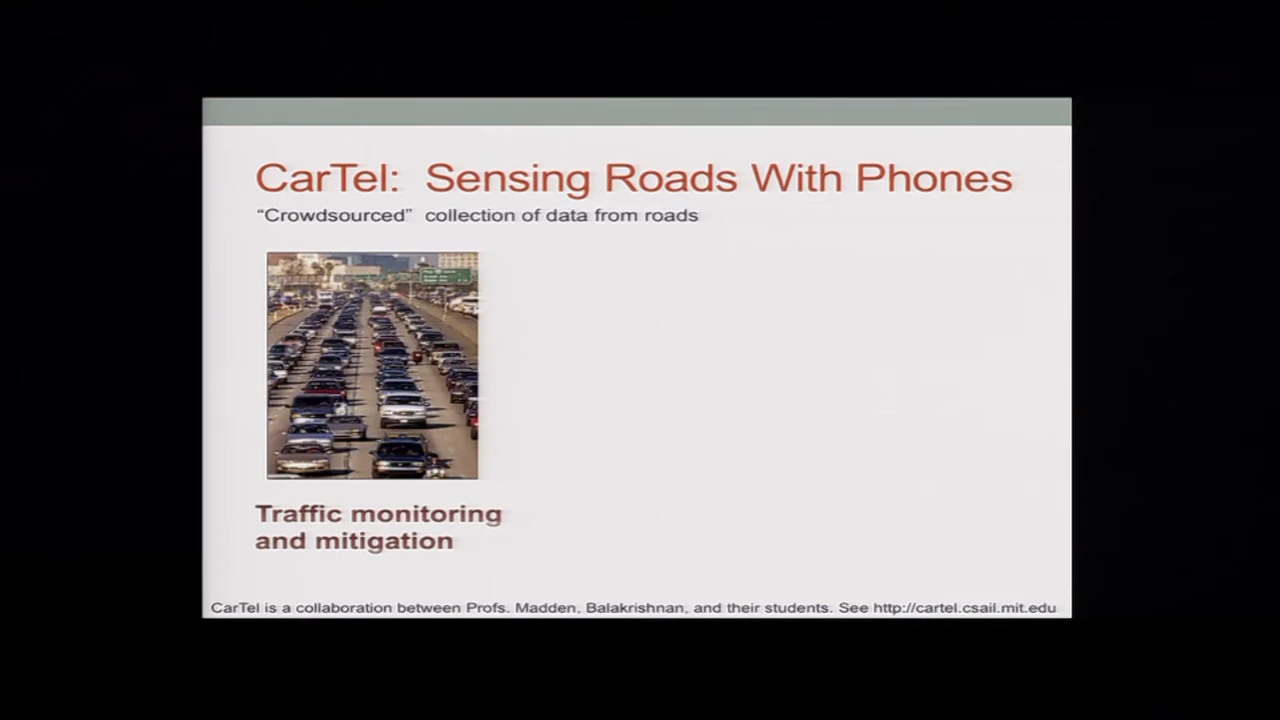 CarTel: Sensing Roads With Phones
“Crowdsourced” collection of data from roads
Traffic monitoring
and mitigation
CarTel is a collaboration between Profs. Madden, Balakrishnan, and their students. See http://cartel.csail.mit.edu